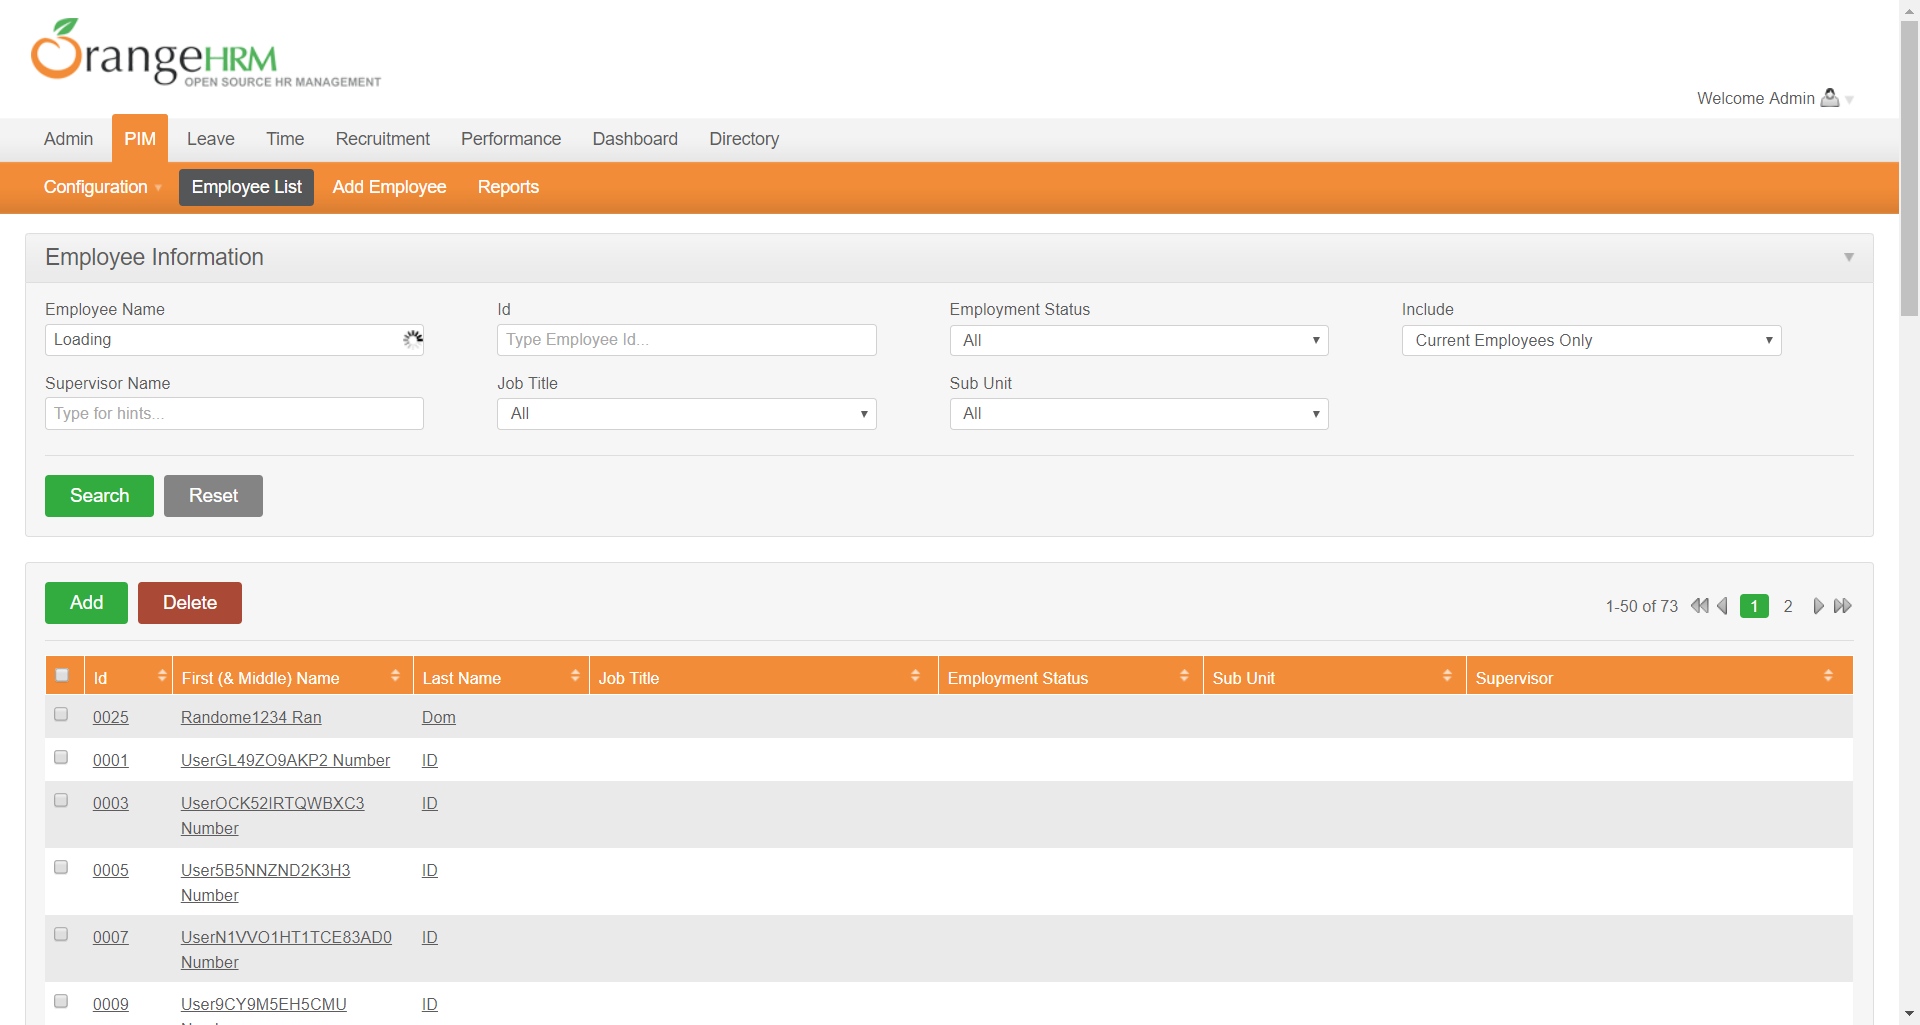 OrangeHRM
OPEN SOURCE HR MANAGEMENT
Welcome Admin
Admin PIM Leave Time Recruitment Performance Dashboard Directory
Configuration Employee List Add Employee Reports
Employee Information
Employee Name Id Employment Status Include
Loading Type Employee Id... All Current Employees Only
Supervisor Name Job Title Sub Unit
Type for hints... All All
Search Reset
Add Delete 1-50 of 73 1 2
Id First (& Middle) Name Last Name Job Title Employment Status Sub Unit Supervisor
0025 Randome1234 Ran Dom
0001 UserGL49ZO9AKP2 Number ID
0003 UserOCK52IRTQWBXC3 ID
Number
0005 User5B5NNZND2K3H3 ID
Number
0007 UserN1VVO1HT1TCE83AD0 ID
Number
0009 User9CY9M5EH5CMU ID